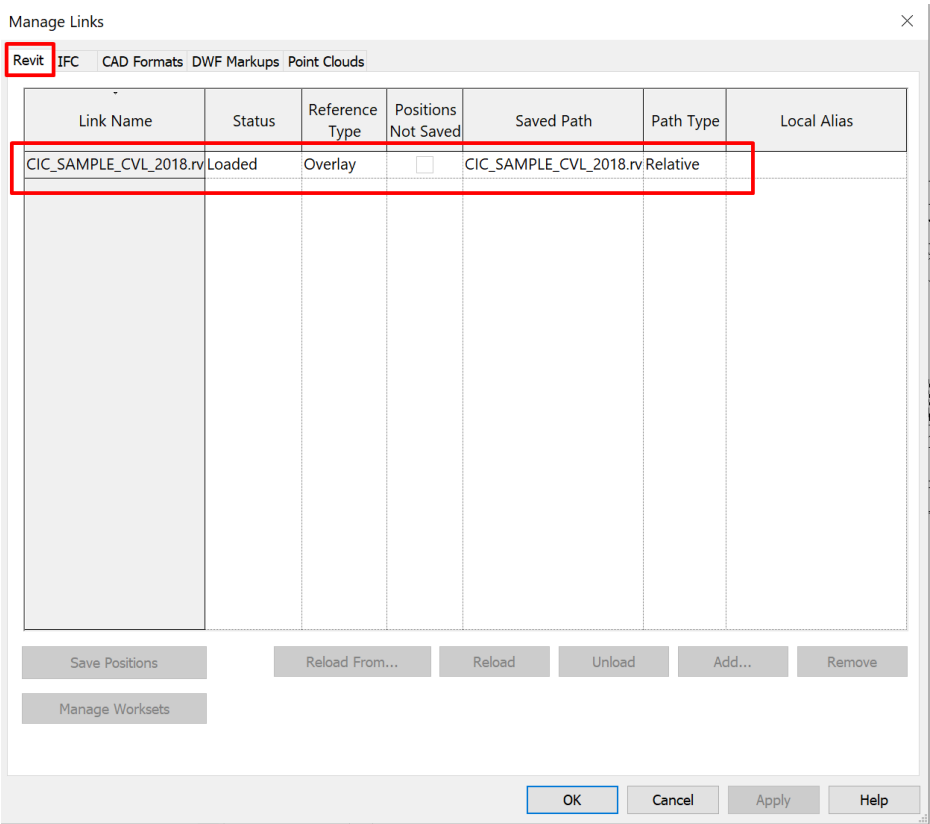 Manage Links
Revit IFC CAD Formats DWF Markups Point Clouds
Link Name Status Reference Type Positions Not Saved Saved Path Path Type Local Alias
CIC_SAMPLE_CVL_2018.rv Loaded Overlay CIC_SAMPLE_CVL_2018.rv Relative
Save Positions Reload From... Reload Unload Add... Remove
Manage Worksets
OK Cancel Apply Help